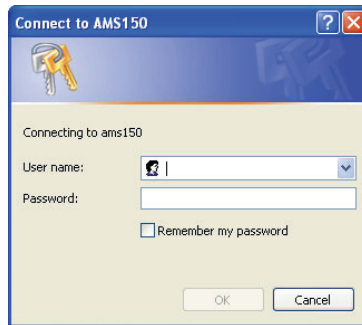 Connect to AMS150
Connecting to ams150
User name:
Password:
Remember my password
OK Cancel